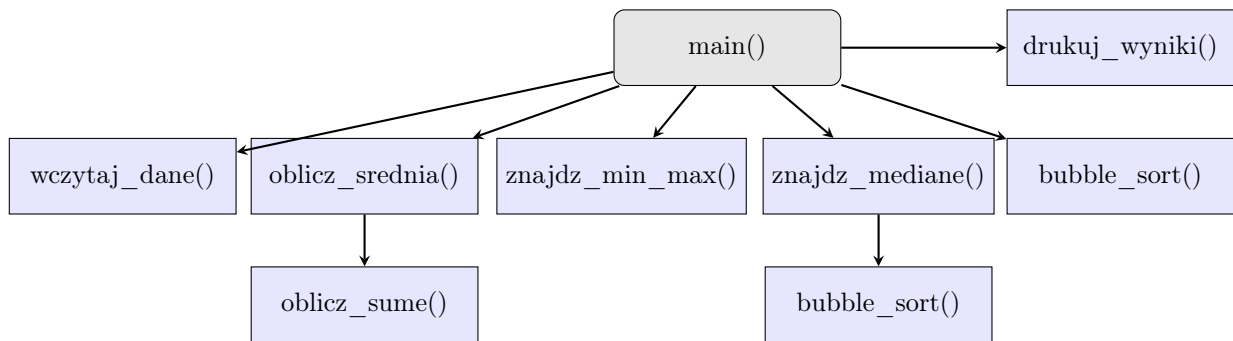 main()
drukuj_wyniki()
wczytaj_dane()
oblicz_srednia()
znajdz_min_max()
znajdz_mediane()
bubble_sort()
oblicz_sume()
bubble_sort()